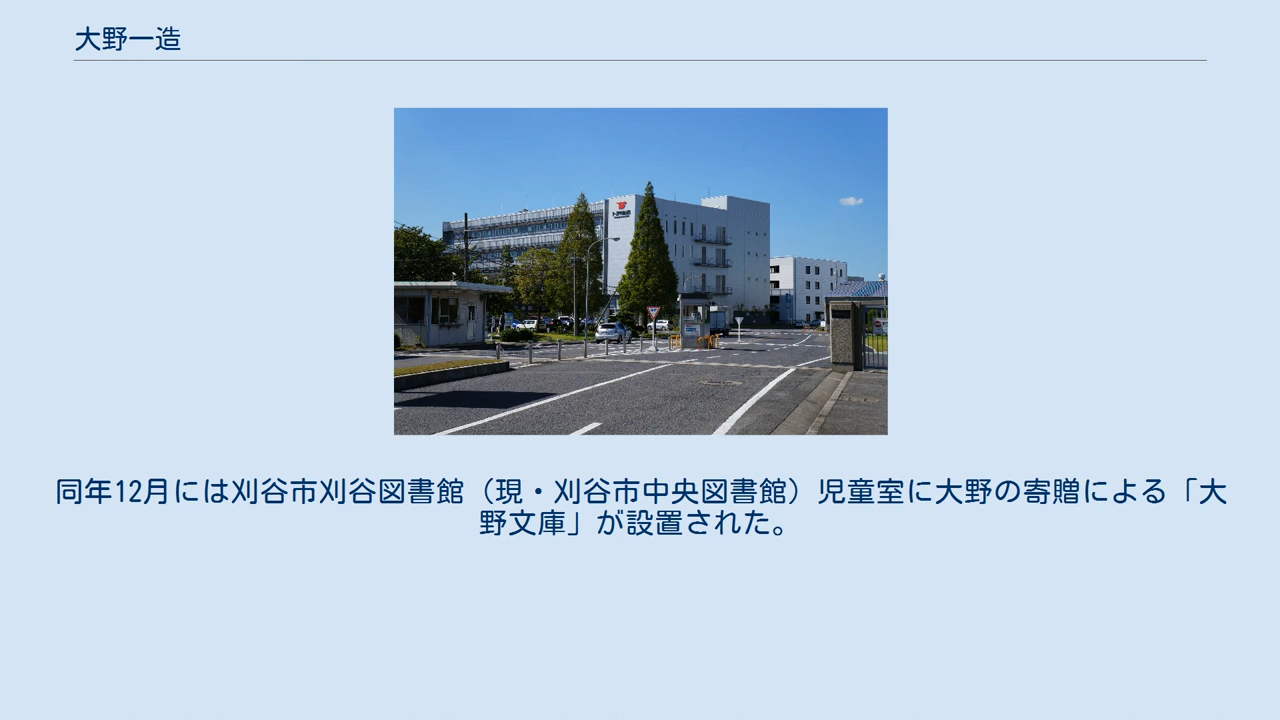 大野一造
同年12月には刈谷市刈谷図書館（現・刈谷市中央図書館）児童室に大野の寄贈による「大
野文庫」が設置された。